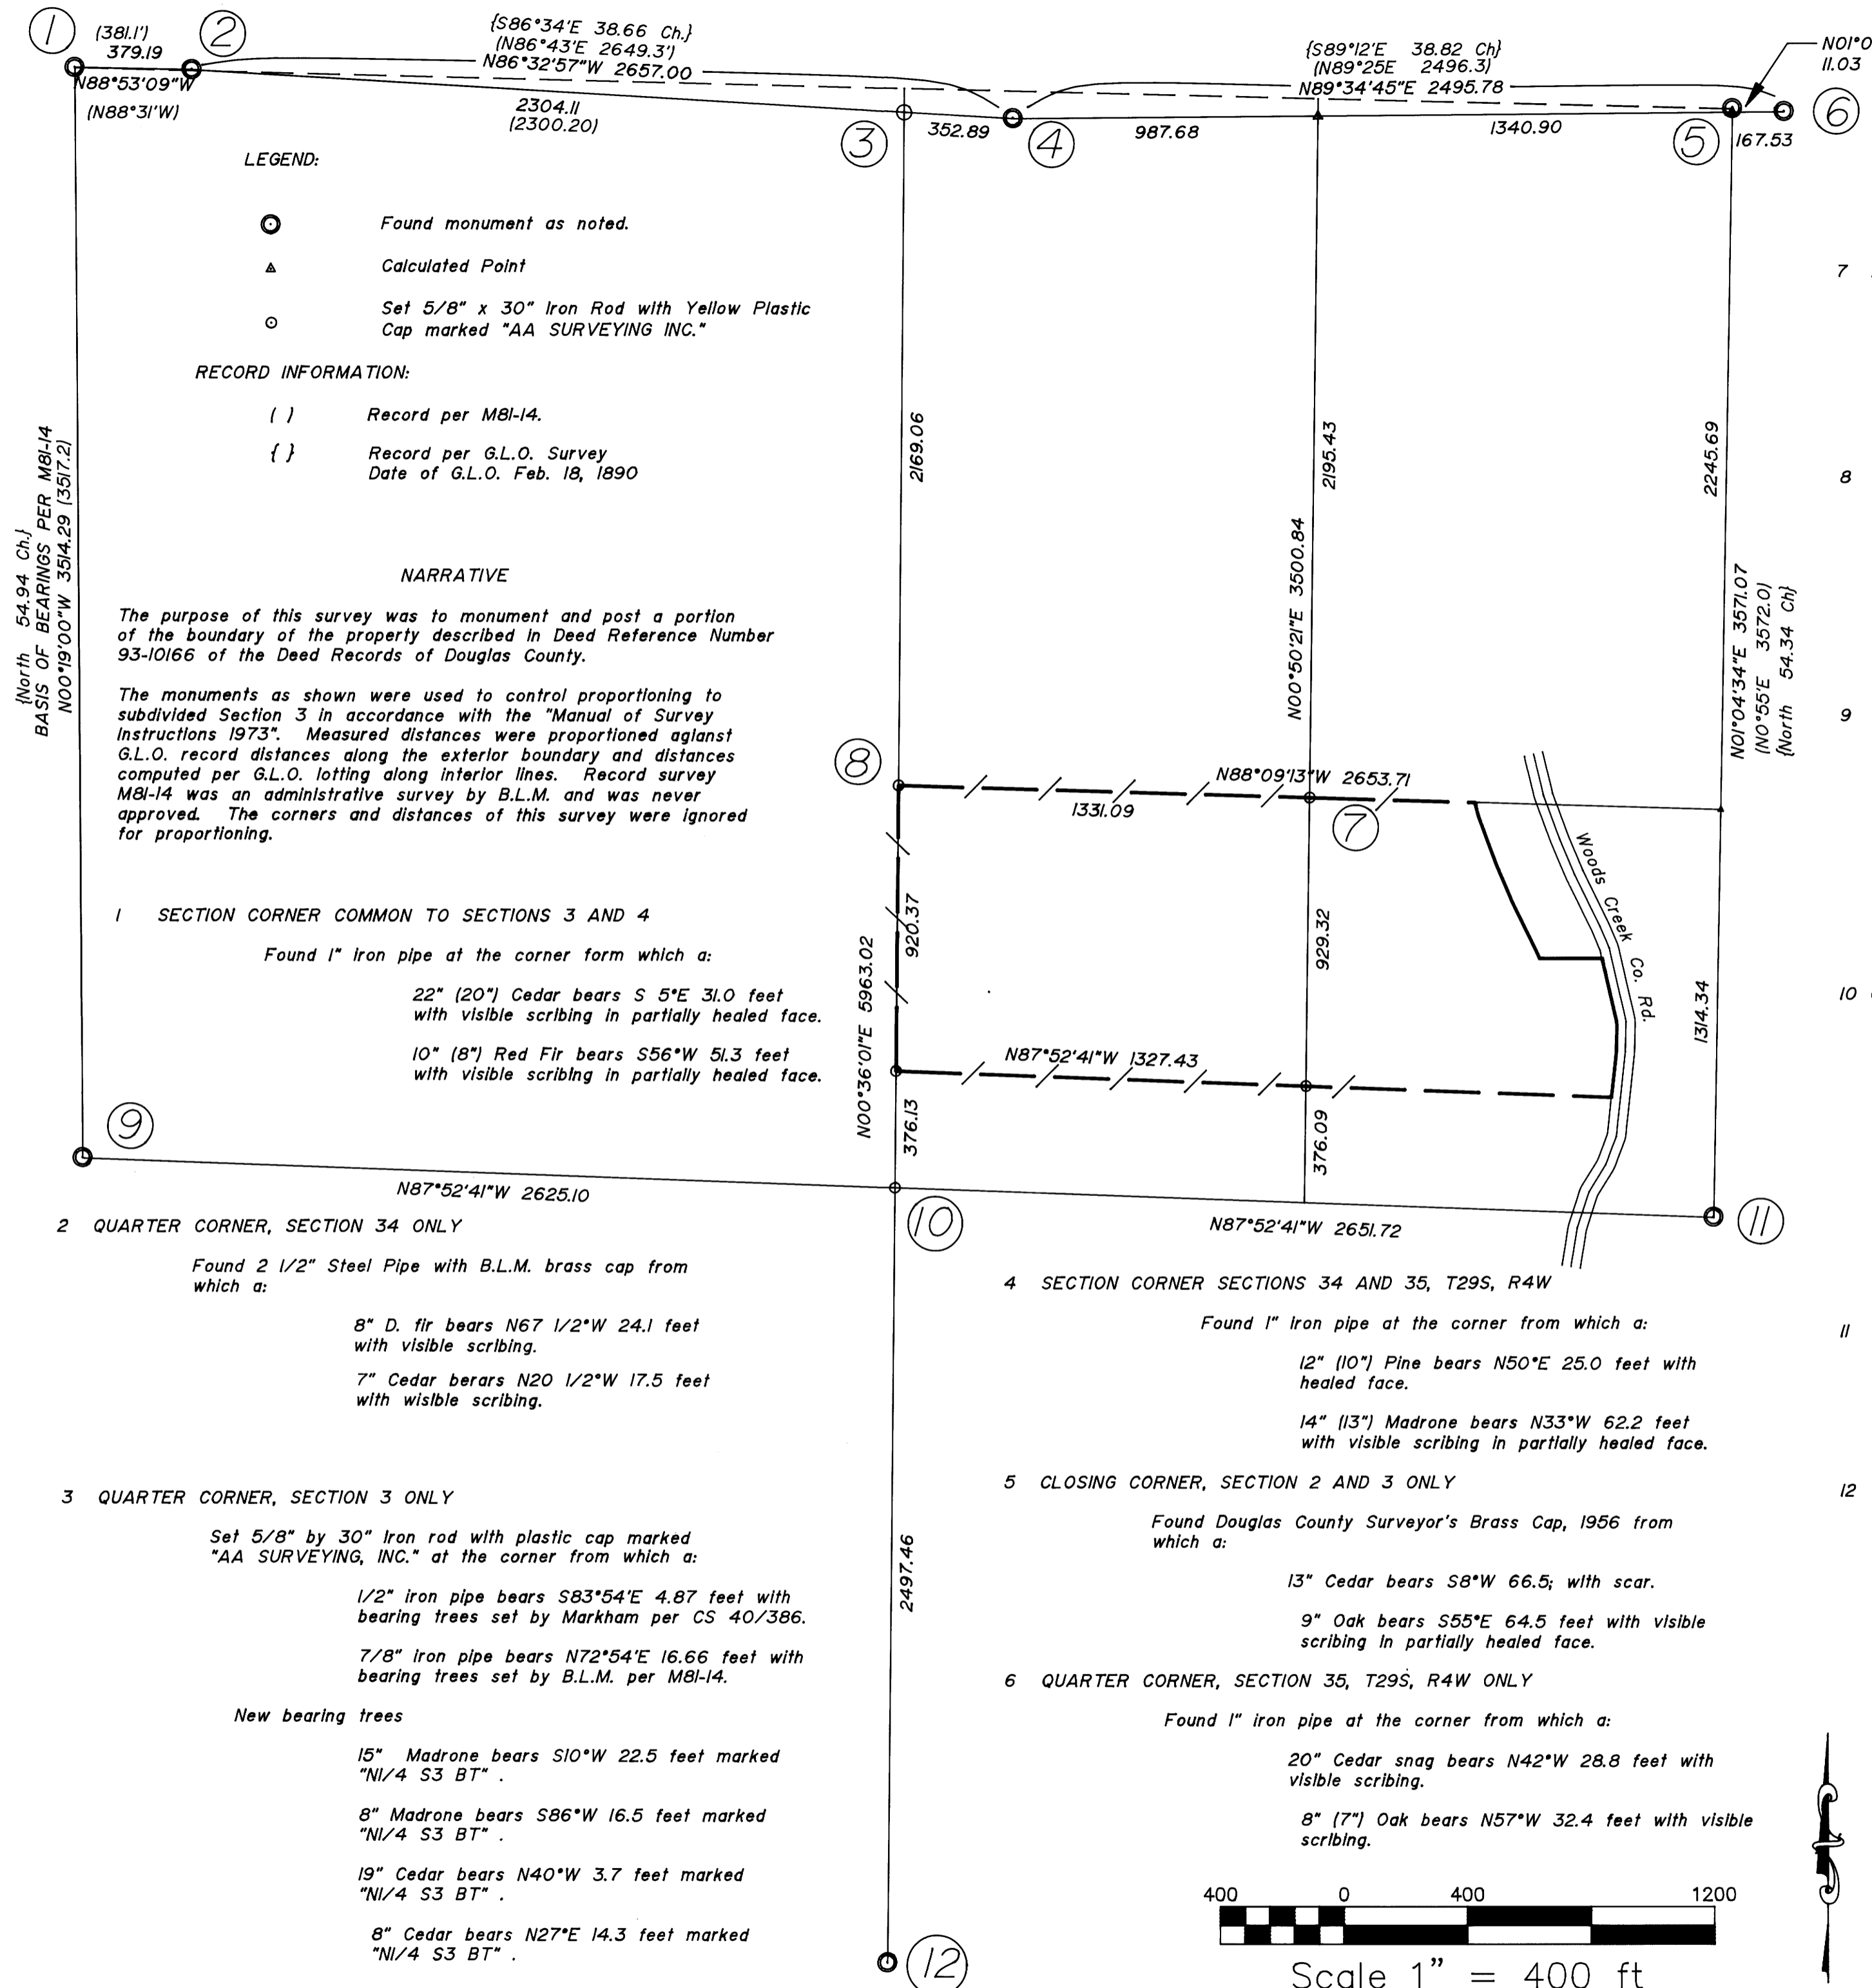 1
(381.1')
379.19
2
{S86°34'E 38.66 Ch.}
(N86°43'E 2649.3')
N86°32'57"W 2657.00
{S89°12'E 38.82 Ch}
(N89°25E 2496.3)
N89°34'45"E 2495.78
N01°0
11.03
N88°53'09"W
(N88°31'W)
2304.11
(2300.20)
3
352.89
4
987.68
1340.90
5
167.53
6
LEGEND:
Found monument as noted.
Calculated Point
Set 5/8" x 30" Iron Rod with Yellow Plastic
Cap marked "AA SURVEYING INC."
RECORD INFORMATION:
( ) Record per M81-14.
{ } Record per G.L.O. Survey
Date of G.L.O. Feb. 18, 1890
{North 54.94 Ch.}
BASIS OF BEARINGS PER M81-14
N00°19'00"W 3514.29 (3517.2)
2169.06
2195.43
2245.69
N00°50'21"E 3500.84
N01°04'34"E 3571.07
(N0°55'E 3572.0)
{North 54.34 Ch}
7
8
9
10
NARRATIVE
The purpose of this survey was to monument and post a portion
of the boundary of the property described in Deed Reference Number
93-10166 of the Deed Records of Douglas County.
The monuments as shown were used to control proportioning to
subdivided Section 3 in accordance with the "Manual of Survey
Instructions 1973". Measured distances were proportioned agianst
G.L.O. record distances along the exterior boundary and distances
computed per G.L.O. lotting along interior lines. Record survey
M81-14 was an administrative survey by B.L.M. and was never
approved. The corners and distances of this survey were ignored
for proportioning.
8
N88°09'13"W 2653.71
1331.09
7
Woods Creek Co. Rd.
920.37
929.32
1314.34
N00°36'01"E 5963.02
N87°52'41"W 1327.43
376.13
376.09
1 SECTION CORNER COMMON TO SECTIONS 3 AND 4
Found 1" iron pipe at the corner form which a:
22" (20") Cedar bears S 5°E 31.0 feet
with visible scribing in partially healed face.
10" (8") Red Fir bears S56°W 51.3 feet
with visible scribing in partially healed face.
9
N87°52'41"W 2625.10
10
N87°52'41"W 2651.72
11
2 QUARTER CORNER, SECTION 34 ONLY
Found 2 1/2" Steel Pipe with B.L.M. brass cap from
which a:
8" D. fir bears N67 1/2°W 24.1 feet
with visible scribing.
7" Cedar berars N20 1/2°W 17.5 feet
with wisible scribing.
3 QUARTER CORNER, SECTION 3 ONLY
Set 5/8" by 30" Iron rod with plastic cap marked
"AA SURVEYING, INC." at the corner from which a:
1/2" iron pipe bears S83°54'E 4.87 feet with
bearing trees set by Markham per CS 40/386.
7/8" iron pipe bears N72°54'E 16.66 feet with
bearing trees set by B.L.M. per M81-14.
New bearing trees
15" Madrone bears S10°W 22.5 feet marked
"N1/4 S3 BT" .
8" Madrone bears S86°W 16.5 feet marked
"N1/4 S3 BT" .
19" Cedar bears N40°W 3.7 feet marked
"N1/4 S3 BT" .
8" Cedar bears N27°E 14.3 feet marked
"N1/4 S3 BT" .
2497.46
12
4 SECTION CORNER SECTIONS 34 AND 35, T29S, R4W
Found 1" iron pipe at the corner from which a:
12" (10") Pine bears N50°E 25.0 feet with
healed face.
14" (13") Madrone bears N33°W 62.2 feet
with visible scribing in partially healed face.
5 CLOSING CORNER, SECTION 2 AND 3 ONLY
Found Douglas County Surveyor's Brass Cap, 1956 from
which a:
13" Cedar bears S8°W 66.5; with scar.
9" Oak bears S55°E 64.5 feet with visible
scribing in partially healed face.
6 QUARTER CORNER, SECTION 35, T29S, R4W ONLY
Found 1" iron pipe at the corner from which a:
20" Cedar snag bears N42°W 28.8 feet with
visible scribing.
8" (7") Oak bears N57°W 32.4 feet with visible
scribing.
11
12
400 0 400 1200
Scale 1" = 400 ft